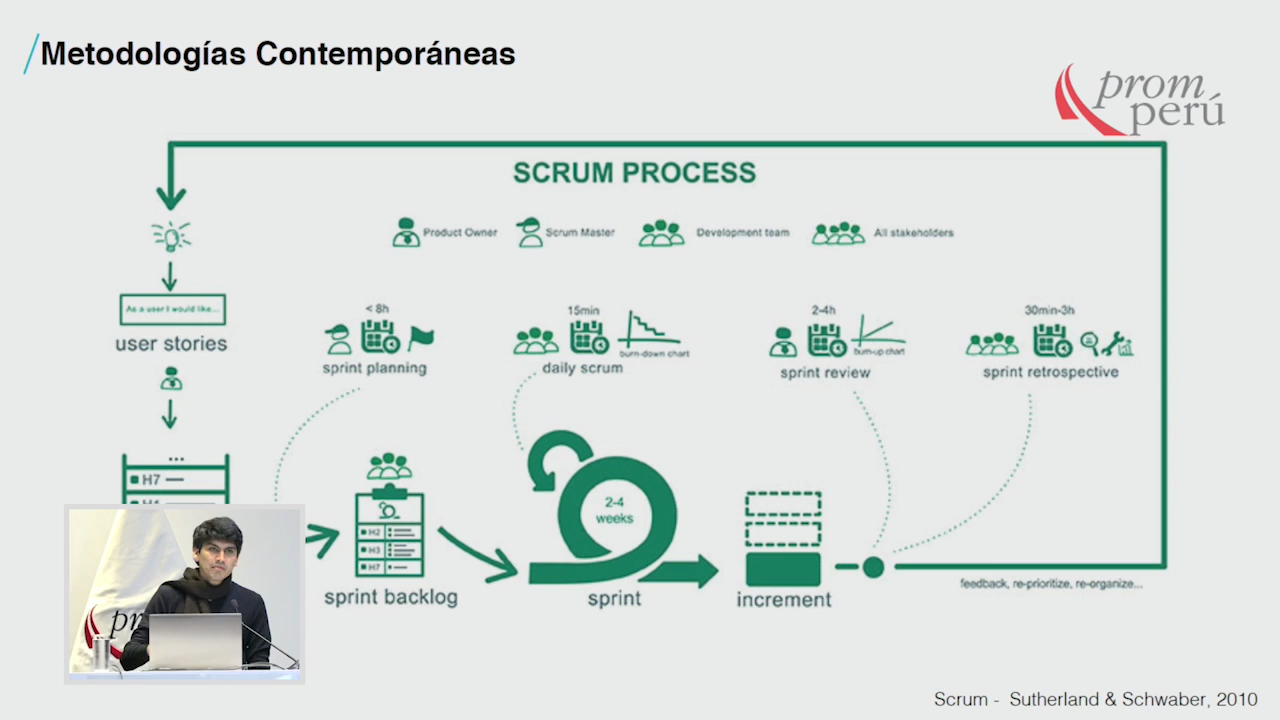 Metodologías Contemporáneas
prom
perú
SCRUM PROCESS
Product Owner
Scrum Master
Development team
All stakeholders
As a user I would like...
user stories
< 8h
sprint planning
15min
burn-down chart
daily scrum
2-4h
burn-up chart
sprint review
30min-3h
sprint retrospective
...
H7
H2
H3
H7
sprint backlog
2-4
weeks
sprint
increment
feedback, re-prioritize, re-organize...
pr
Scrum - Sutherland & Schwaber, 2010